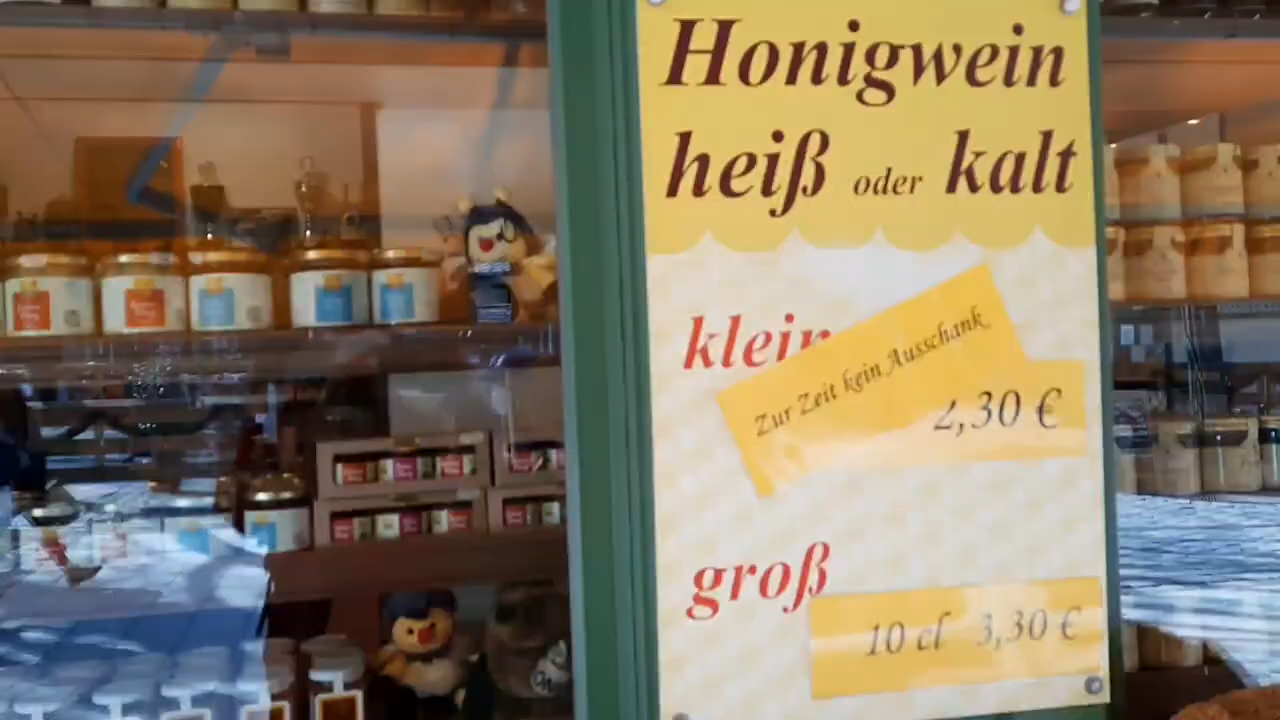 Honigwein
heiß oder kalt
klein
Zur Zeit kein Ausschank
2,30 €
groß
10 cl 3,30 €